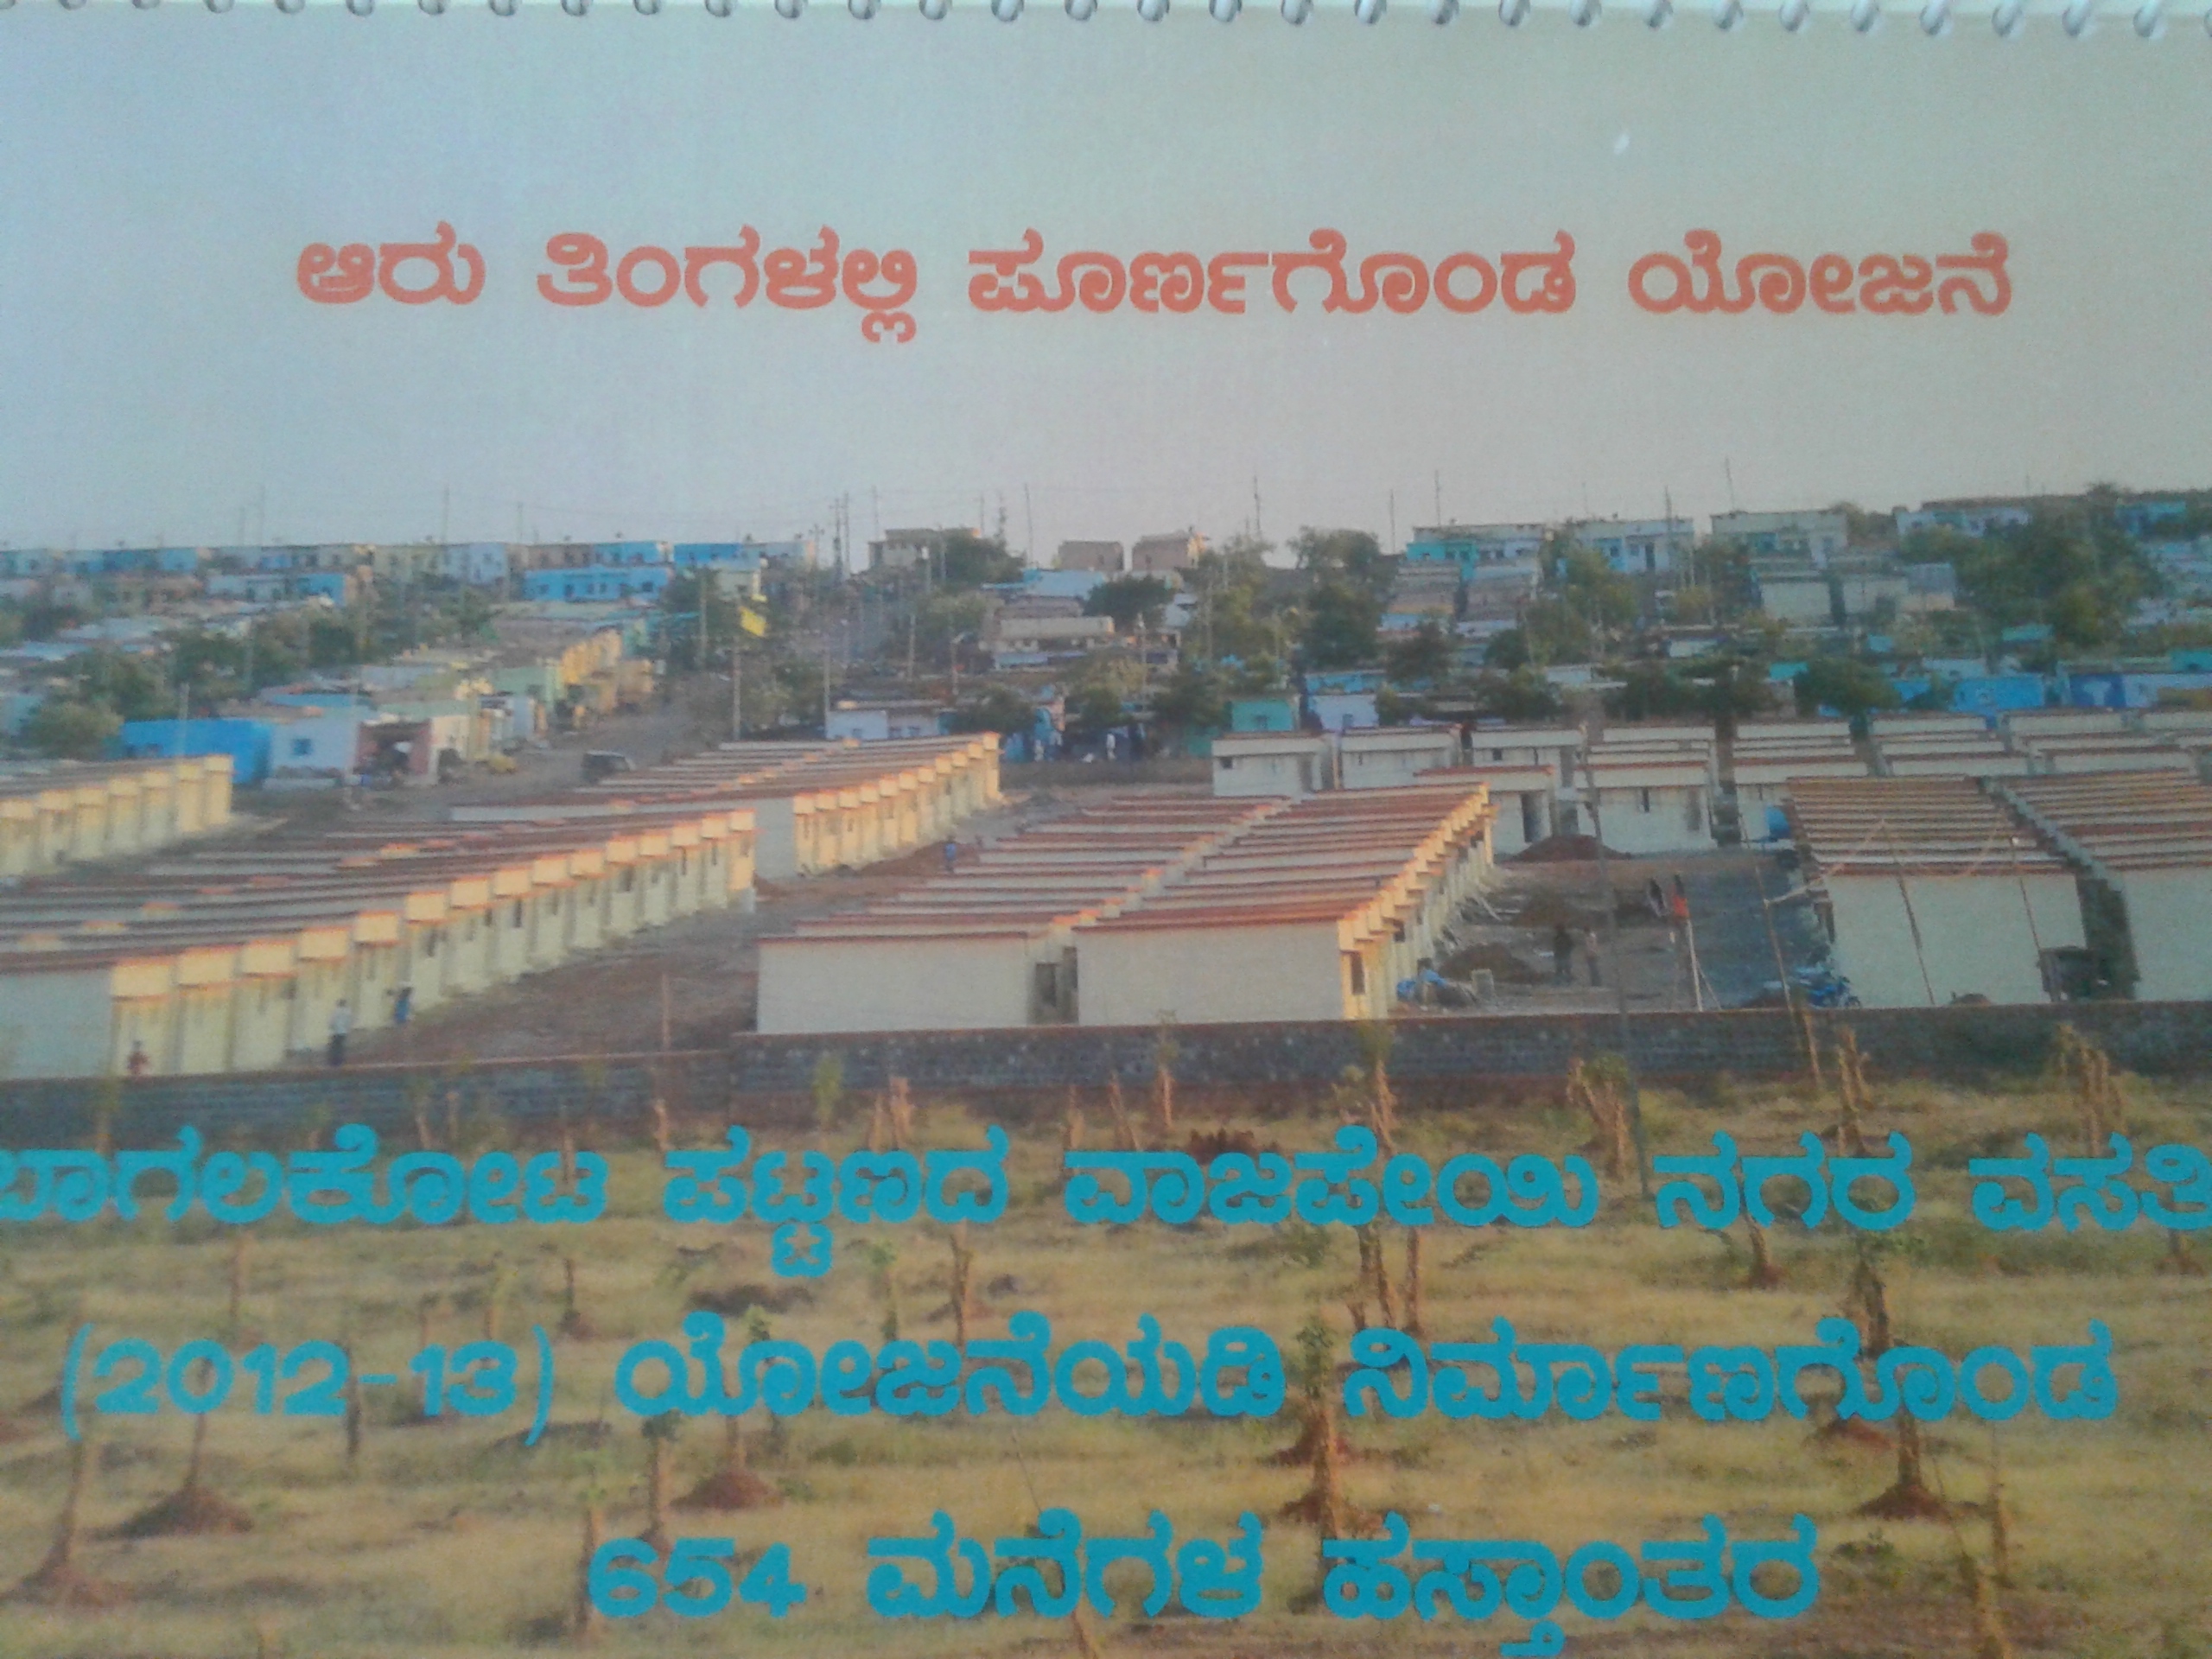 ಆರು ತಿಂಗಳಲ್ಲಿ ಪೂರ್ಣಗೊಂಡ ಯೋಜನೆ
ಬಾಗಲಕೋಟ ಪಟ್ಟಣದ ವಾಜಪೇಯಿ ನಗರ ವಸತಿ
(2012-13) ಯೋಜನೆಯಡಿ ನಿರ್ಮಾಣಗೊಂಡ
654 ಮನೆಗಳ ಹಸ್ತಾಂತರ